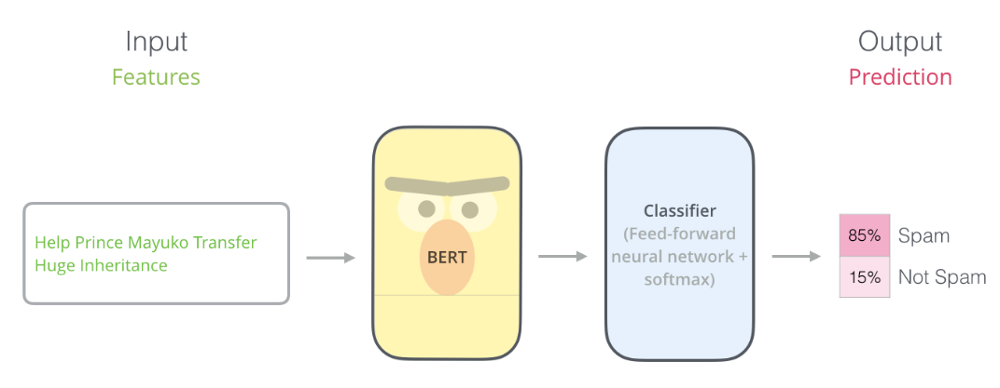 Input
Features
Output
Prediction
Help Prince Mayuko Transfer
Huge Inheritance
BERT
Classifier
(Feed-forward
neural network +
softmax)
85% Spam
15% Not Spam